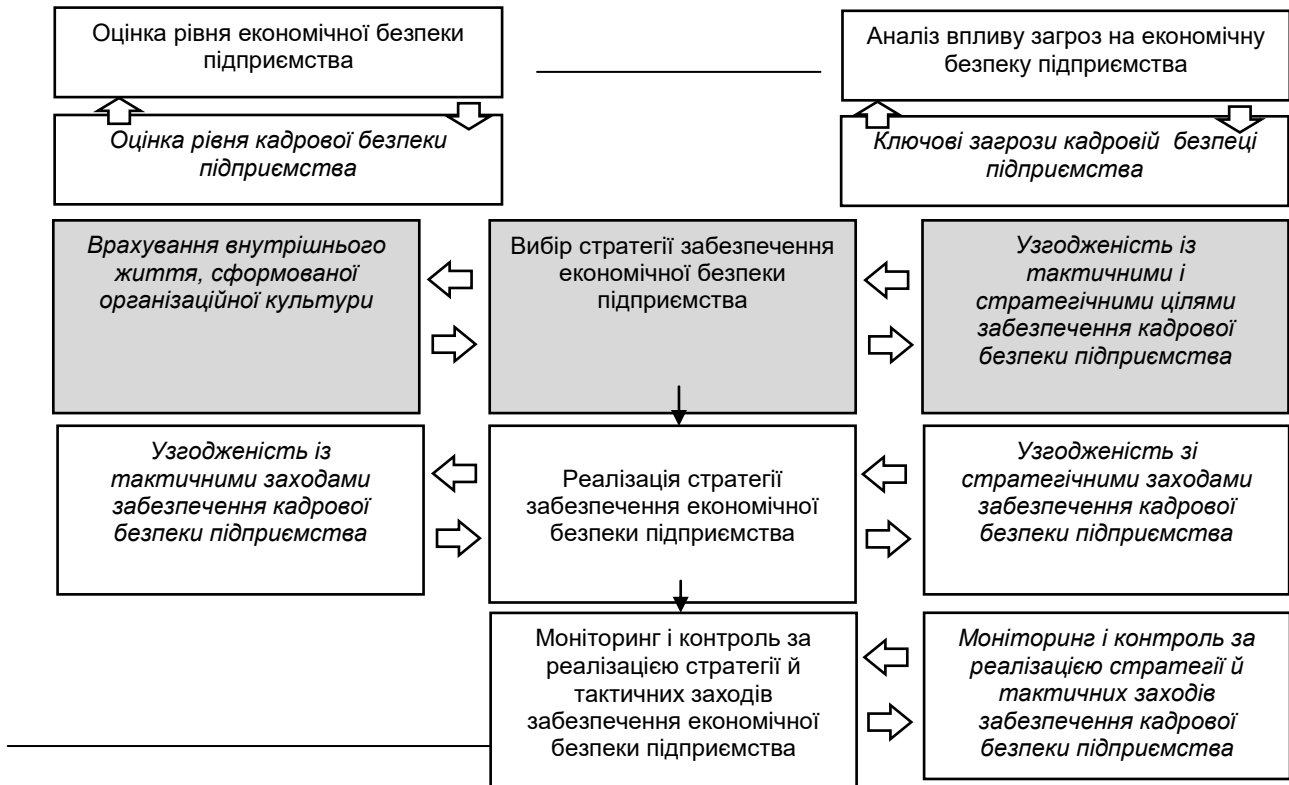 Оцінка рівня економічної безпеки
підприємства
Аналіз впливу загроз на економічну
безпеку підприємства
Оцінка рівня кадрової безпеки
підприємства
Ключові загрози кадровій безпеці
підприємства
Врахування внутрішнього
життя, сформованої
організаційної культури
Вибір стратегії забезпечення
економічної безпеки
підприємства
Узгодженість із
тактичними і
стратегічними цілями
забезпечення кадрової
безпеки підприємства
Узгодженість із
тактичними заходами
забезпечення кадрової
безпеки підприємства
Реалізація стратегії
забезпечення економічної
безпеки підприємства
Узгодженість зі
стратегічними заходами
забезпечення кадрової
безпеки підприємства
Моніторинг і контроль за
реалізацією стратегії й
тактичних заходів
забезпечення економічної
безпеки підприємства
Моніторинг і контроль за
реалізацією стратегії й
тактичних заходів
забезпечення кадрової
безпеки підприємства